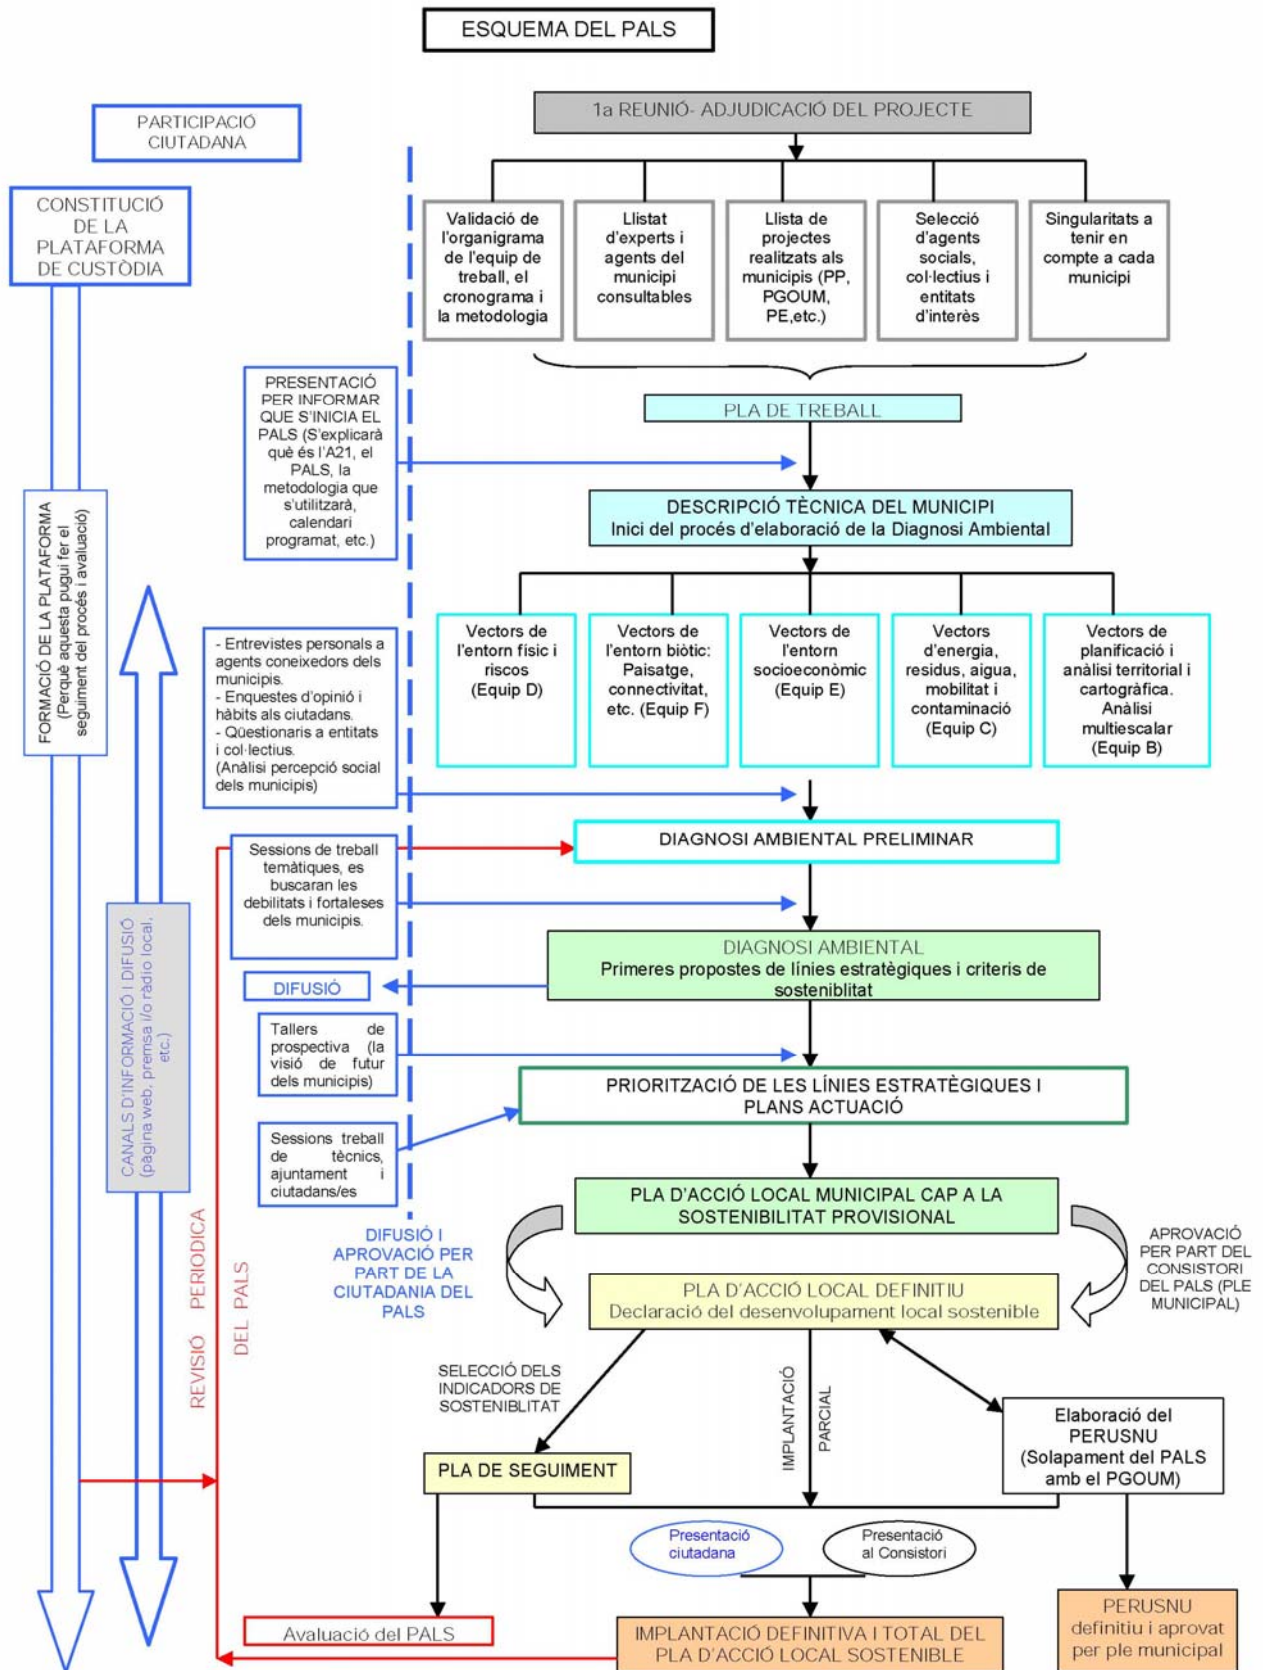 ESQUEMA DEL PALS
1a REUNIÓ- ADJUDICACIÓ DEL PROJECTE
PARTICIPACIÓ
CIUTADANA
CONSTITUCIÓ
DE LA
PLATAFORMA
DE CUSTÒDIA
Validació de
l'organigrama
de l'equip de
treball, el
cronograma i
la metodologia
Llistat
d'experts i
agents del
municipi
consultables
Llista de
projectes
realitzats als
municipis (PP,
PGOUM,
PE,etc.)
Selecció
d'agents
socials,
col·lectius i
entitats
d'interès
Singularitats a
tenir en
compte a cada
municipi
PRESENTACIÓ
PER INFORMAR
QUE S'INICIA EL
PALS (S'explicarà
què és l'A21, el
PALS, la
metodologia que
s'utilitzarà,
calendari
programat, etc.)
PLA DE TREBALL
DESCRIPCIÓ TÈCNICA DEL MUNICIPI
Inici del procés d'elaboració de la Diagnosi Ambiental
FORMACIÓ DE LA PLATAFORMA
(Perquè aquesta pugui fer el
seguiment del procés i avaluació)
- Entrevistes personals a
agents coneixedors dels
municipis.
- Enquestes d'opinió i
hàbits als ciutadans.
- Qüestionaris a entitats
i col·lectius.
(Anàlisi percepció social
dels municipis)
Vectors de
l'entorn físic i
riscos
(Equip D)
Vectors de
l'entorn biòtic:
Paisatge,
connectivitat,
etc. (Equip F)
Vectors de
l'entorn
socioeconòmic
(Equip E)
Vectors
d'energia,
residus, aigua,
mobilitat i
contaminació
(Equip C)
Vectors de
planificació i
anàlisi territorial i
cartogràfica.
Anàlisi
multiescalar
(Equip B)
DIAGNOSI AMBIENTAL PRELIMINAR
Sessions de treball
temàtiques, es
buscaran les
debilitats i fortaleses
dels municipis.
CANALS D'INFORMACIÓ I DIFUSIÓ
(pàgina web, premsa i/o ràdio local,
etc.)
DIAGNOSI AMBIENTAL
Primeres propostes de línies estratègiques i criteris de
sosteniblitat
DIFUSIÓ
Tallers de
prospectiva (la
visió de futur
dels municipis)
PRIORITZACIÓ DE LES LÍNIES ESTRATÈGIQUES I
PLANS ACTUACIÓ
Sessions treball
de tècnics,
ajuntament i
ciutadans/es
PLA D'ACCIÓ LOCAL MUNICIPAL CAP A LA
SOSTENIBILITAT PROVISIONAL
DIFUSIÓ I
APROVACIÓ PER
PART DE LA
CIUTADANIA DEL
PALS
APROVACIÓ
PER PART DEL
CONSISTORI
DEL PALS (PLE
MUNICIPAL)
PLA D'ACCIÓ LOCAL DEFINITIU
Declaració del desenvolupament local sostenible
REVISIÓ PERIODICA
DEL PALS
SELECCIÓ DELS
INDICADORS DE
SOSTENIBLITAT
IMPLANTACIÓ
PARCIAL
Elaboració del
PERUSNU
(Solapament del PALS
amb el PGOUM)
PLA DE SEGUIMENT
Presentació
ciutadana
Presentació
al Consistori
Avaluació del PALS
IMPLANTACIÓ DEFINITIVA I TOTAL DEL
PLA D'ACCIÓ LOCAL SOSTENIBLE
PERUSNU
definitiu i aprovat
per ple municipal